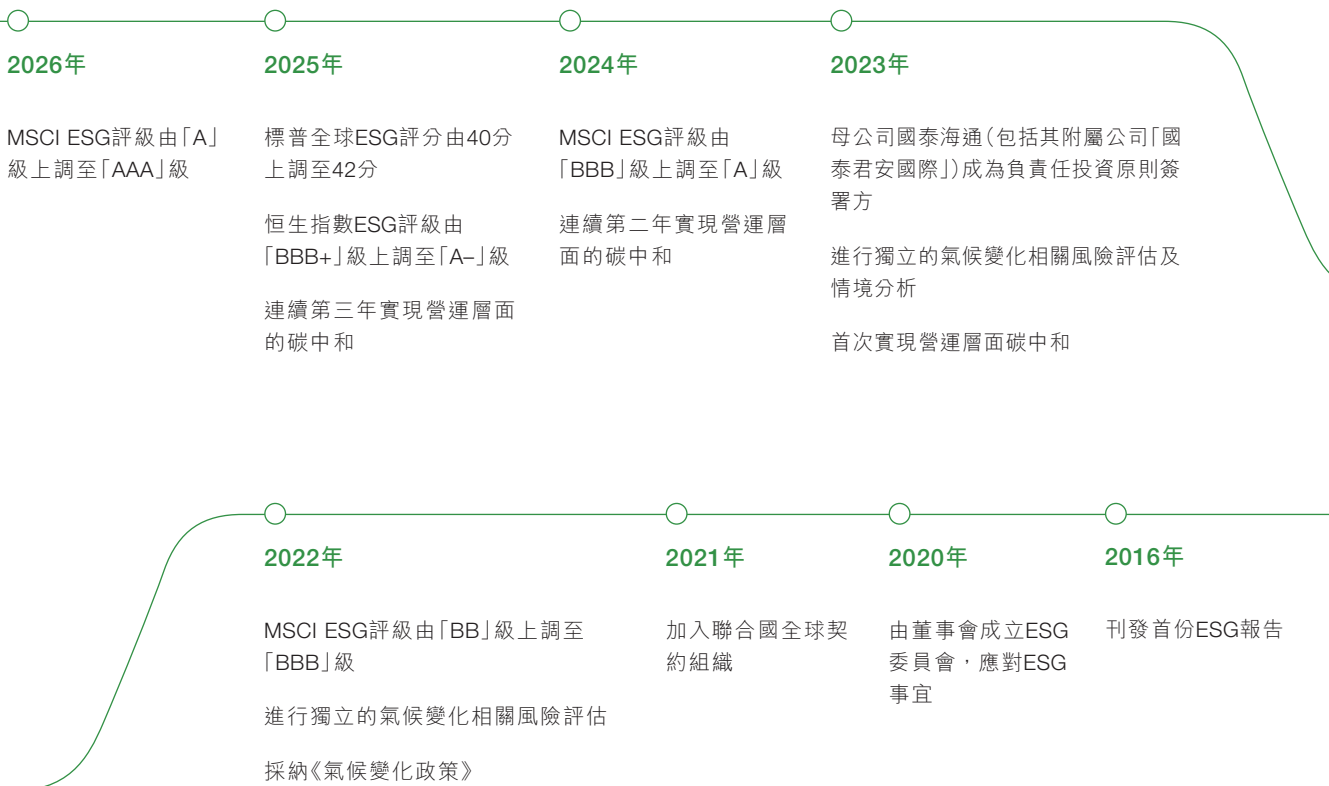 2026年
MSCI ESG評級由「A」
級上調至「AAA」級
2025年
標普全球ESG評分由40分
上調至42分
恒生指數ESG評級由
「BBB+」級上調至「A–」級
連續第三年實現營運層面
的碳中和
2024年
MSCI ESG評級由
「BBB」級上調至「A」級
連續第二年實現營運層
面的碳中和
2023年
母公司國泰海通(包括其附屬公司「國
泰君安國際」)成為負責任投資原則簽
署方
進行獨立的氣候變化相關風險評估及
情境分析
首次實現營運層面碳中和
2022年
MSCI ESG評級由「BB」級上調至
「BBB」級
進行獨立的氣候變化相關風險評估
採納《氣候變化政策》
2021年
加入聯合國全球契
約組織
2020年
由董事會成立ESG
委員會，應對ESG
事宜
2016年
刊發首份ESG報告